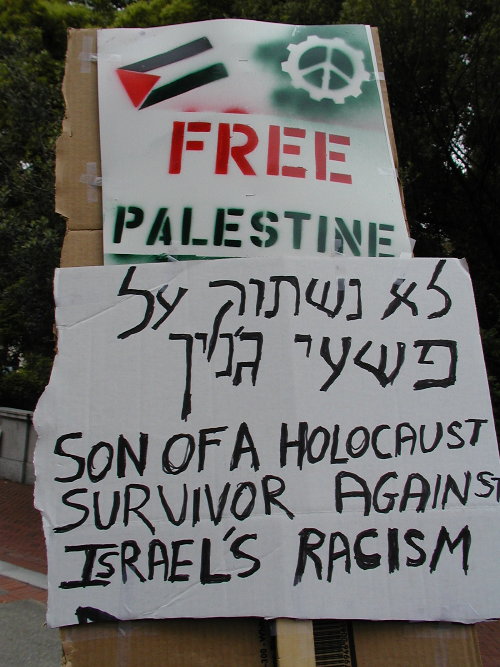 FREE
PALESTINE
לא נשתוק על
פשעי ג'נין
SON OF A HOLOCAUST
SURVIVOR AGAINST
ISRAEL'S RACISM